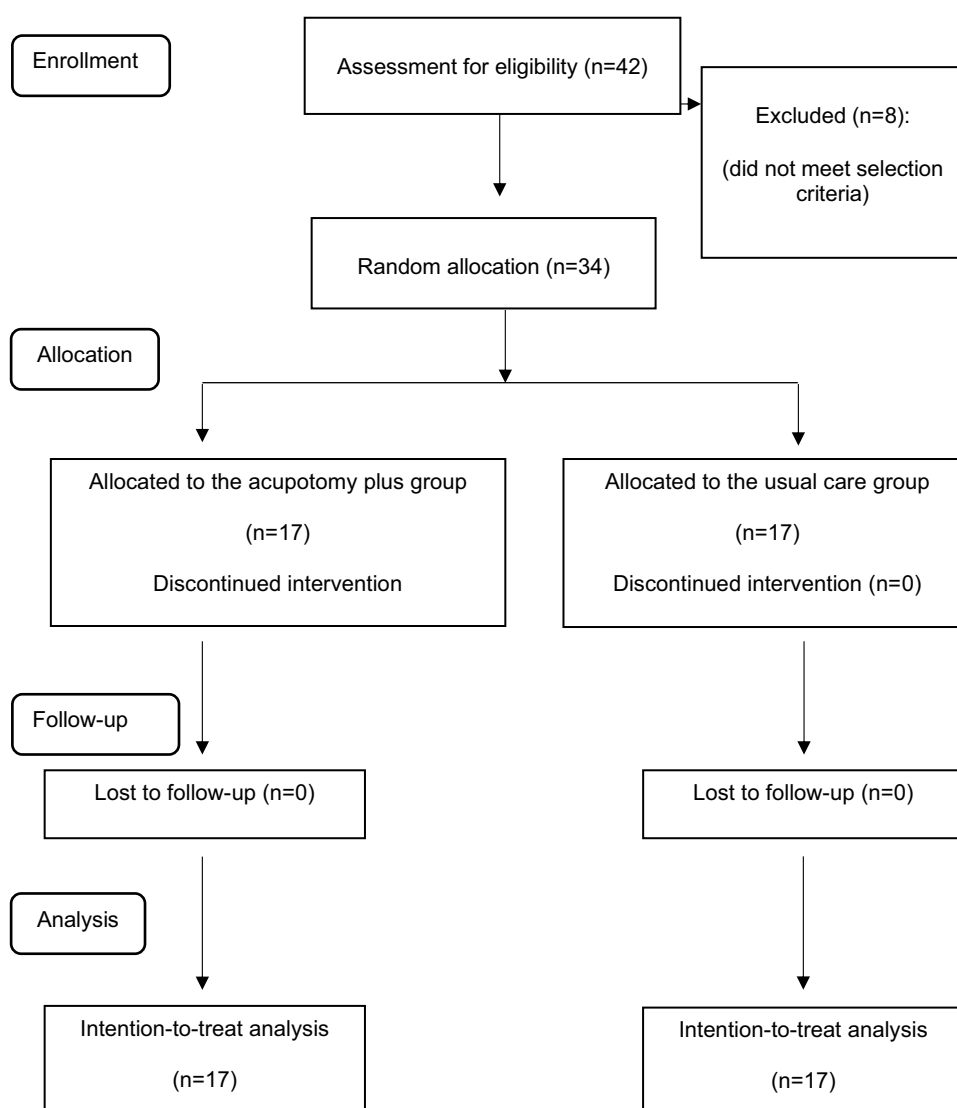 Enrollment
Assessment for eligibility (n=42)
Excluded (n=8):
(did not meet selection
criteria)
Random allocation (n=34)
Allocation
Allocated to the acupotomy plus group
(n=17)
Discontinued intervention
Allocated to the usual care group
(n=17)
Discontinued intervention (n=0)
Follow-up
Lost to follow-up (n=0)
Lost to follow-up (n=0)
Analysis
Intention-to-treat analysis
(n=17)
Intention-to-treat analysis
(n=17)